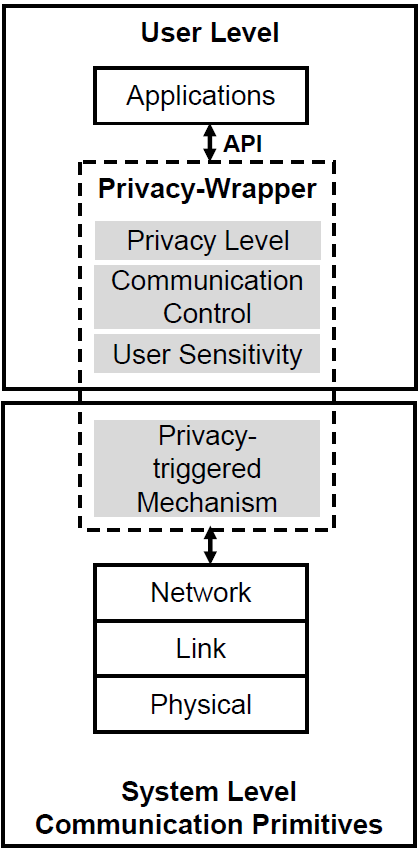 User Level
Applications
API
Privacy-Wrapper
Privacy Level
Communication
Control
User Sensitivity
Privacy-
triggered
Mechanism
Network
Link
Physical
System Level
Communication Primitives